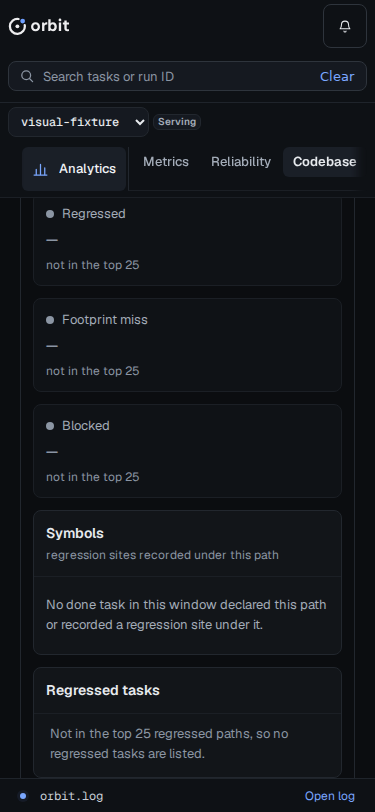 orbit
Search tasks or run ID
Clear
visual-fixture
Serving
Analytics
Metrics
Reliability
Codebase
Regressed
—
not in the top 25
Footprint miss
—
not in the top 25
Blocked
—
not in the top 25
Symbols
regression sites recorded under this path
No done task in this window declared this path
or recorded a regression site under it.
Regressed tasks
Not in the top 25 regressed paths, so no
regressed tasks are listed.
orbit.log
Open log